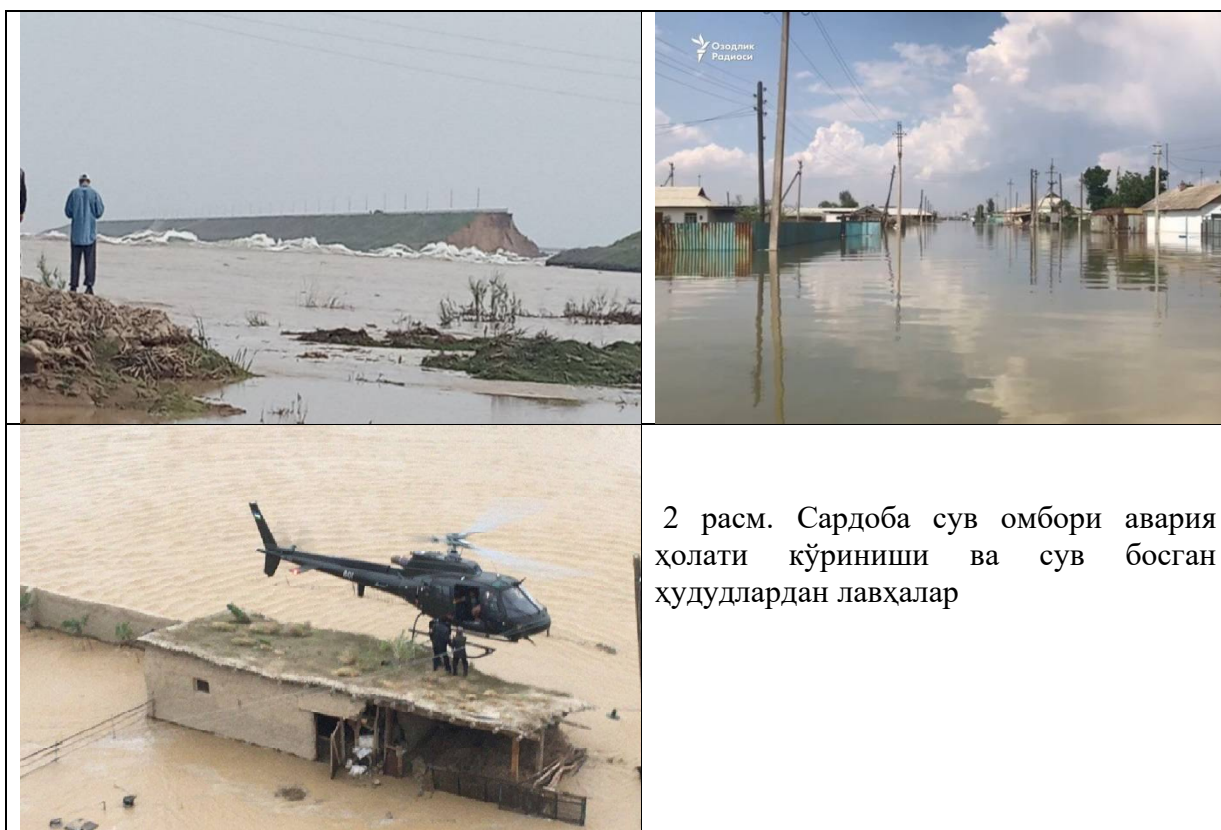 Озодлик
Радиоси
2 расм. Сардоба сув омбори авария
ҳолати кўриниши ва сув босган
ҳудудлардан лавҳалар